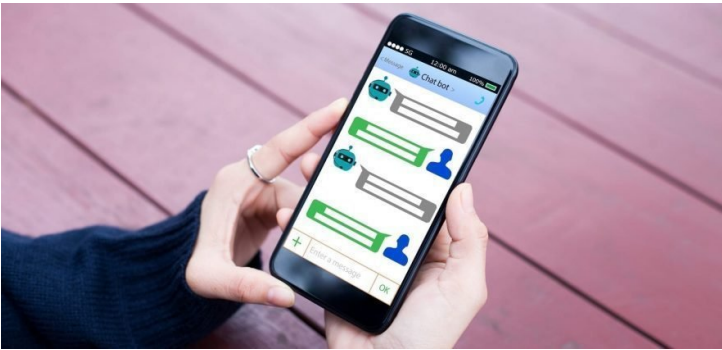 5G
12:00 am
100%
< Message
Chat bot >
+ Enter a message OK